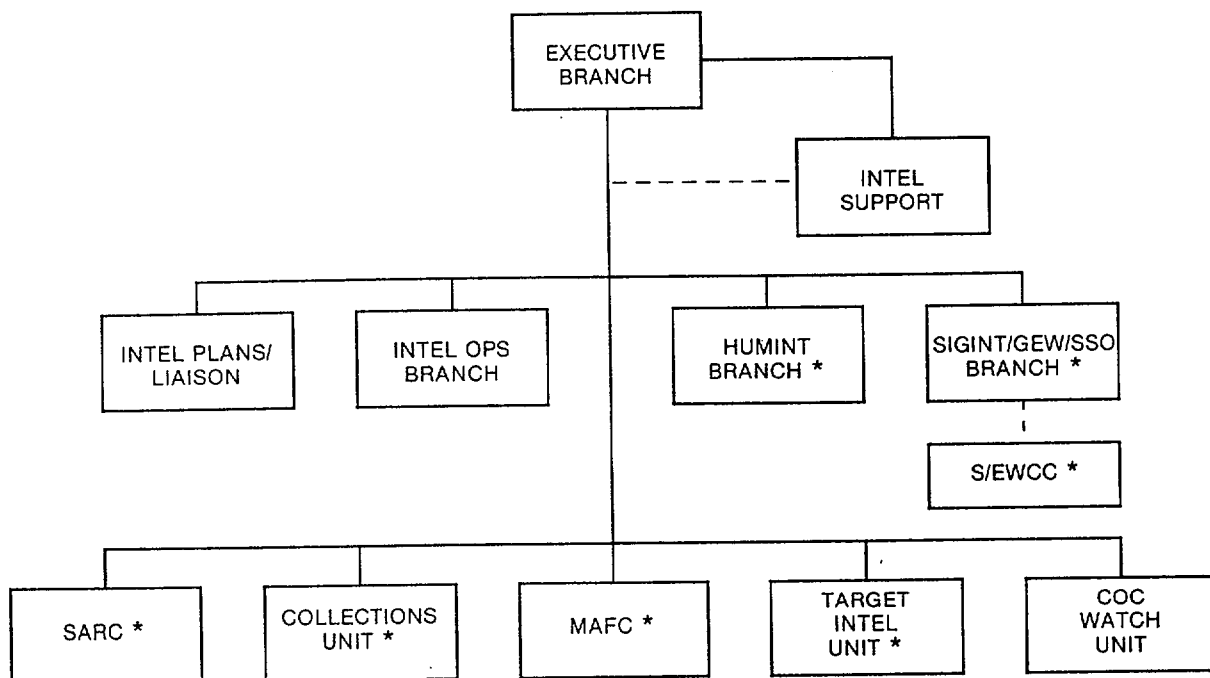 EXECUTIVE
BRANCH
INTEL
SUPPORT
INTEL PLANS/
LIAISON
INTEL OPS
BRANCH
HUMINT
BRANCH *
SIGINT/GEW/SSO
BRANCH *
S/EWCC *
SARC *
COLLECTIONS
UNIT *
MAFC *
TARGET
INTEL
UNIT *
COC
WATCH
UNIT